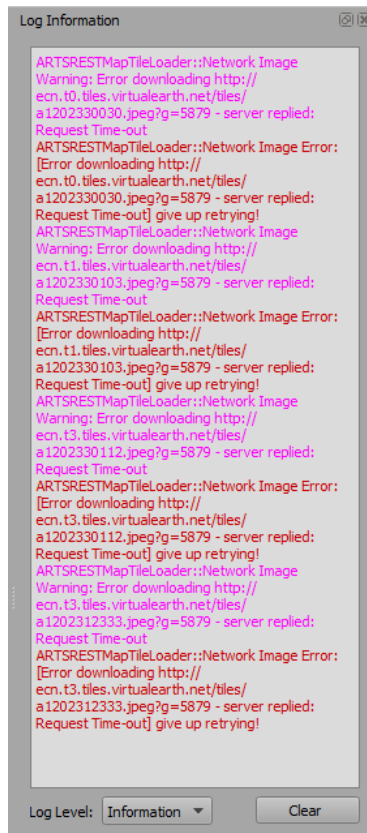 Log Information
ARTSRESTMapTileLoader::Network Image
Warning: Error downloading http://
ecn.t0.tiles.virtualearth.net/tiles/
a1202330030.jpeg?g=5879 - server replied:
Request Time-out
ARTSRESTMapTileLoader::Network Image Error:
[Error downloading http://
ecn.t0.tiles.virtualearth.net/tiles/
a1202330030.jpeg?g=5879 - server replied:
Request Time-out] give up retrying!
ARTSRESTMapTileLoader::Network Image
Warning: Error downloading http://
ecn.t1.tiles.virtualearth.net/tiles/
a1202330103.jpeg?g=5879 - server replied:
Request Time-out
ARTSRESTMapTileLoader::Network Image Error:
[Error downloading http://
ecn.t1.tiles.virtualearth.net/tiles/
a1202330103.jpeg?g=5879 - server replied:
Request Time-out] give up retrying!
ARTSRESTMapTileLoader::Network Image
Warning: Error downloading http://
ecn.t3.tiles.virtualearth.net/tiles/
a1202330112.jpeg?g=5879 - server replied:
Request Time-out
ARTSRESTMapTileLoader::Network Image Error:
[Error downloading http://
ecn.t3.tiles.virtualearth.net/tiles/
a1202330112.jpeg?g=5879 - server replied:
Request Time-out] give up retrying!
ARTSRESTMapTileLoader::Network Image
Warning: Error downloading http://
ecn.t3.tiles.virtualearth.net/tiles/
a1202312333.jpeg?g=5879 - server replied:
Request Time-out
ARTSRESTMapTileLoader::Network Image Error:
[Error downloading http://
ecn.t3.tiles.virtualearth.net/tiles/
a1202312333.jpeg?g=5879 - server replied:
Request Time-out] give up retrying!
Log Level: Information Clear